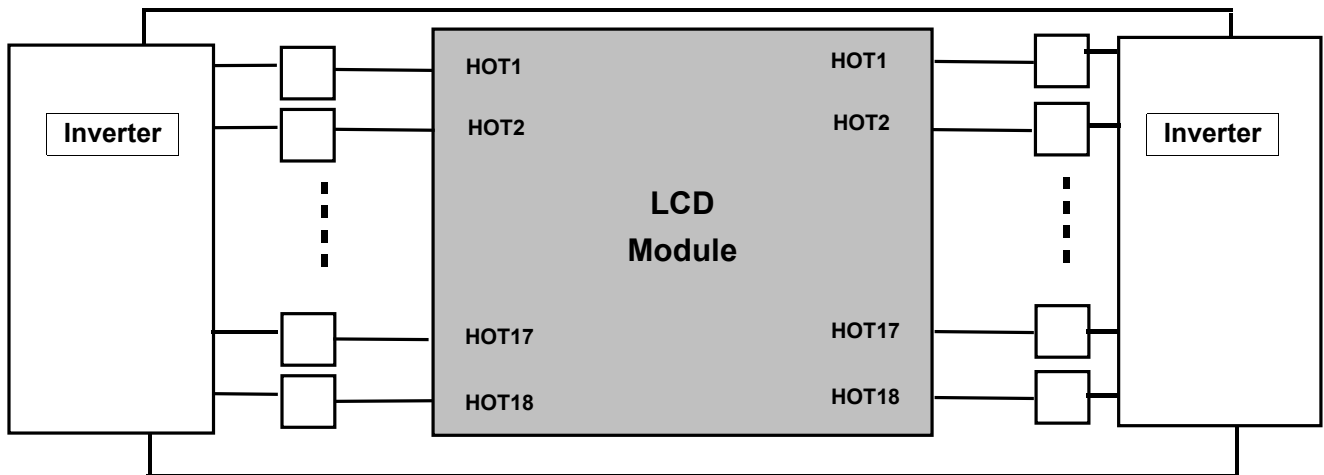 HOT1
HOT1
HOT2
HOT2
Inverter
Inverter
LCD
Module
HOT17
HOT17
HOT18
HOT18